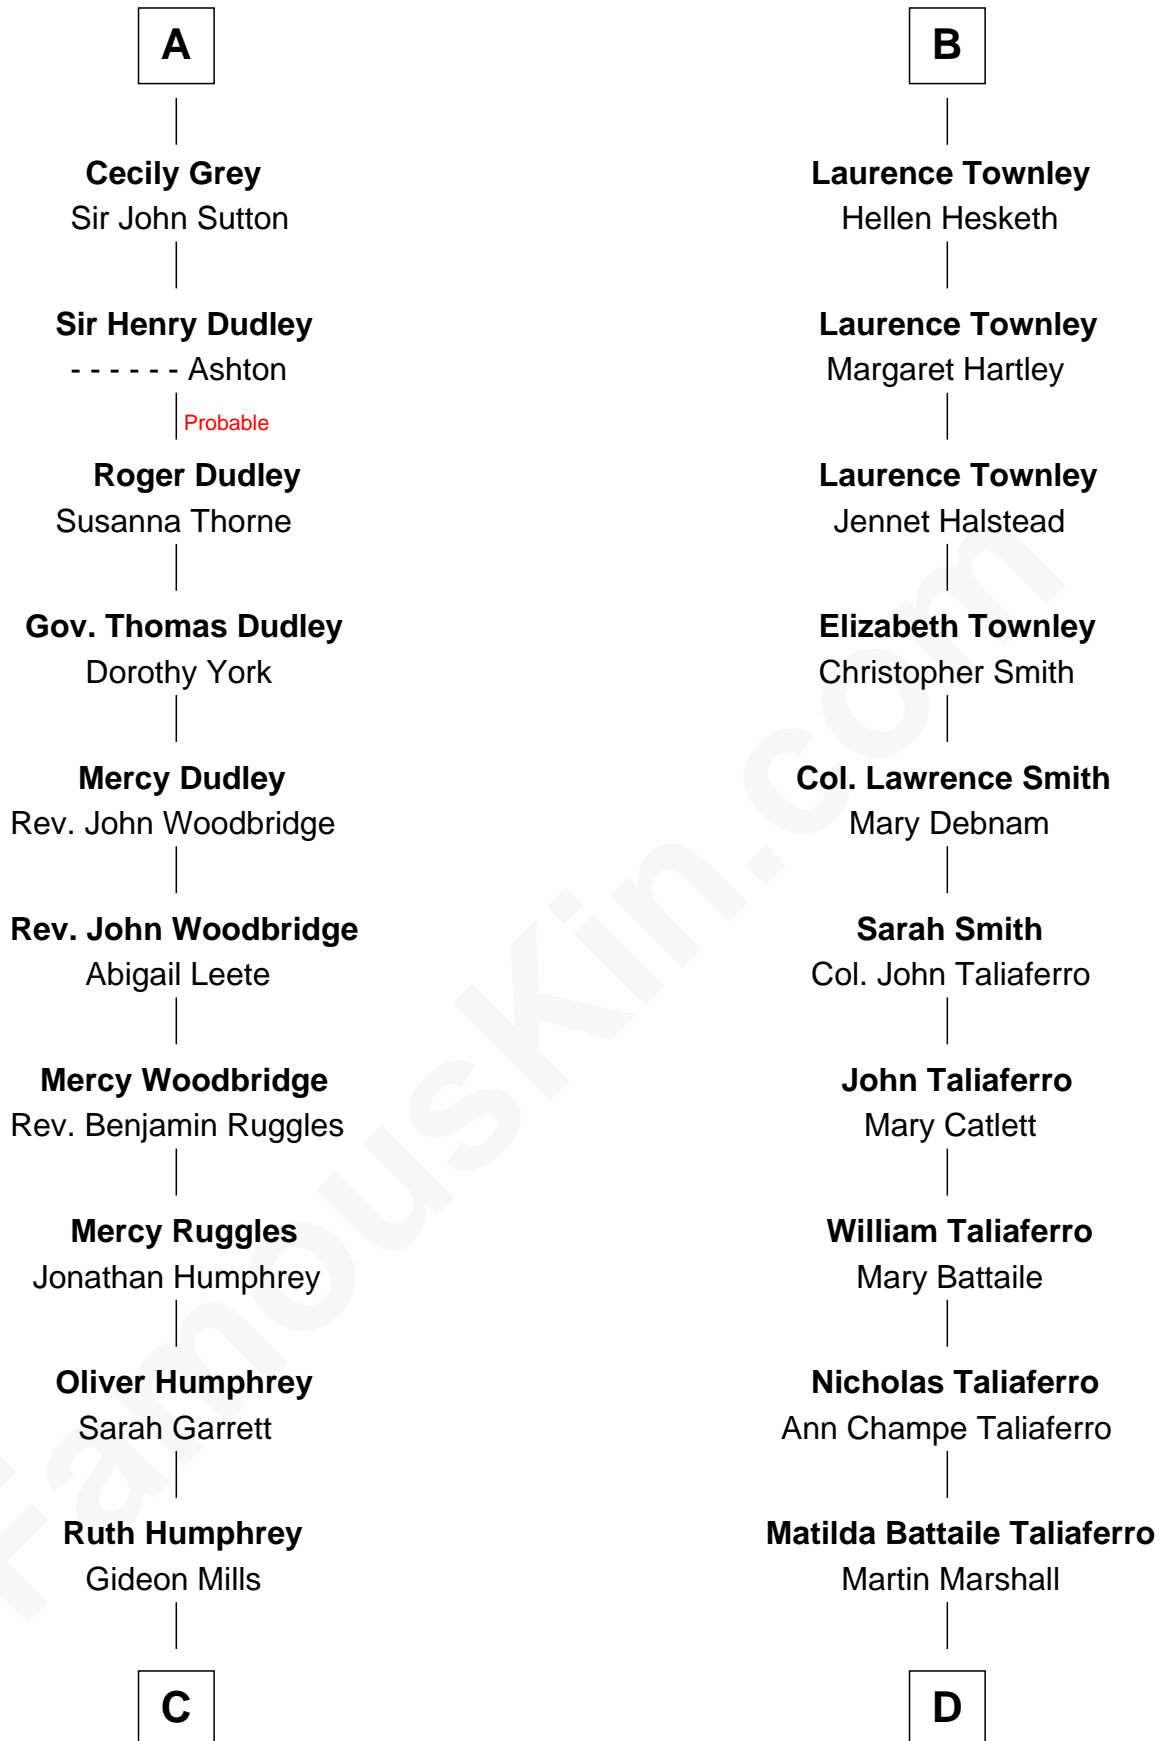 A
Cecily Grey
Sir John Sutton
Sir Henry Dudley
- - - - - - Ashton
Probable
Roger Dudley
Susanna Thorne
Gov. Thomas Dudley
Dorothy York
Mercy Dudley
Rev. John Woodbridge
Rev. John Woodbridge
Abigail Leete
Mercy Woodbridge
Rev. Benjamin Ruggles
Mercy Ruggles
Jonathan Humphrey
Oliver Humphrey
Sarah Garrett
Ruth Humphrey
Gideon Mills
C
B
Laurence Townley
Hellen Hesketh
Laurence Townley
Margaret Hartley
Laurence Townley
Jennet Halstead
Elizabeth Townley
Christopher Smith
Col. Lawrence Smith
Mary Debnam
Sarah Smith
Col. John Taliaferro
John Taliaferro
Mary Catlett
William Taliaferro
Mary Battaile
Nicholas Taliaferro
Ann Champe Taliaferro
Matilda Battaile Taliaferro
Martin Marshall
D
FamousKin.com